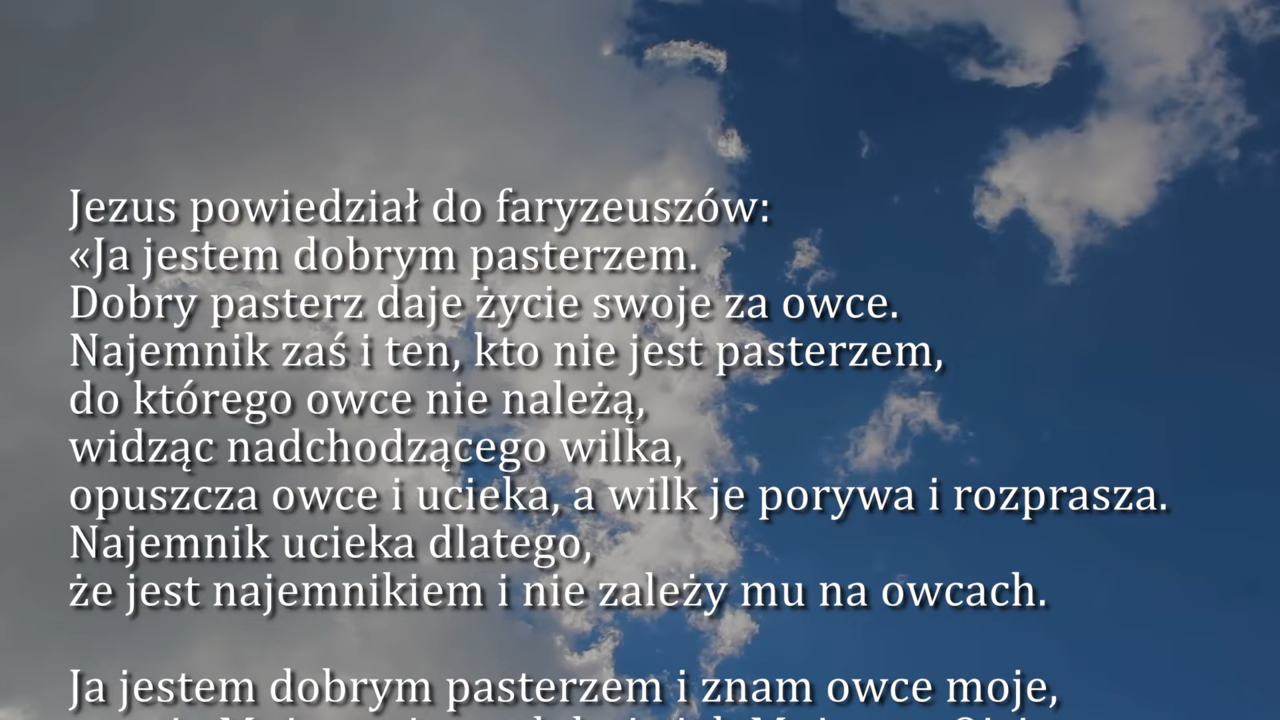 Jezus powiedział do faryzeuszów:
«Ja jestem dobrym pasterzem.
Dobry pasterz daje życie swoje za owce.
Najemnik zaś i ten, kto nie jest pasterzem,
do którego owce nie należą,
widząc nadchodzącego wilka,
opuszcza owce i ucieka, a wilk je porywa i rozprasza.
Najemnik ucieka dlatego,
że jest najemnikiem i nie zależy mu na owcach.
Ja jestem dobrym pasterzem i znam owce moje,